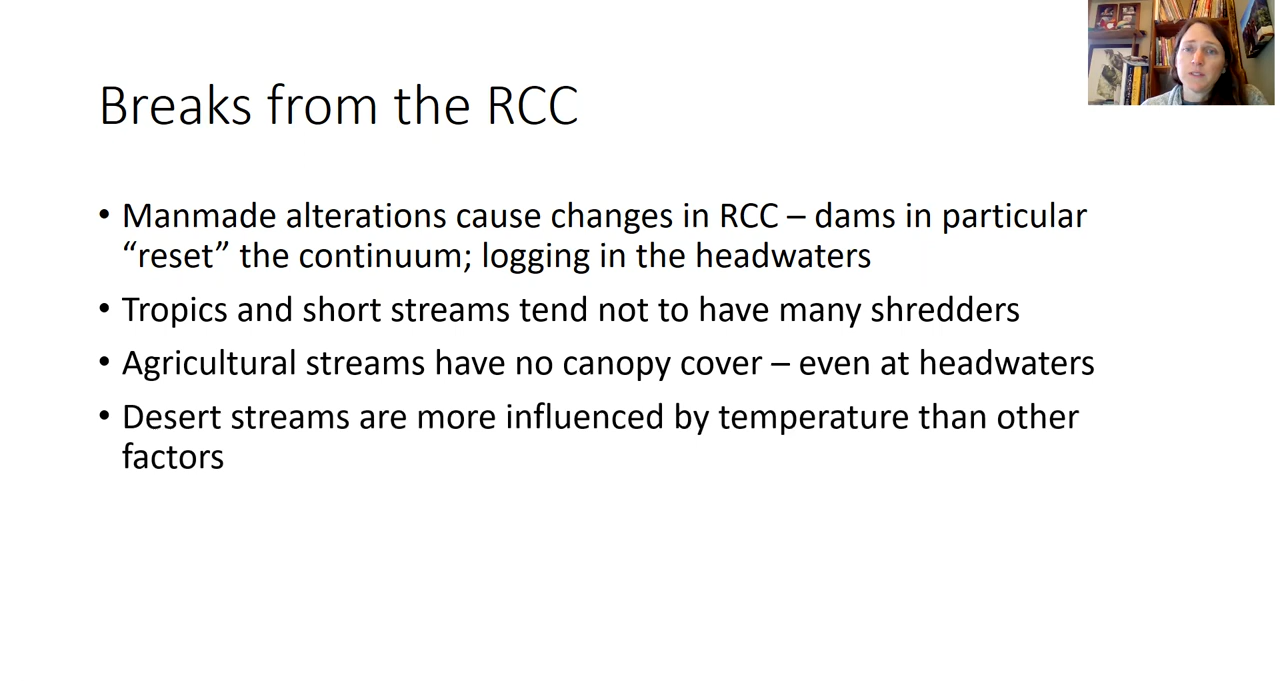 Breaks from the RCC
• Manmade alterations cause changes in RCC – dams in particular
“reset” the continuum; logging in the headwaters
• Tropics and short streams tend not to have many shredders
• Agricultural streams have no canopy cover – even at headwaters
• Desert streams are more influenced by temperature than other
factors